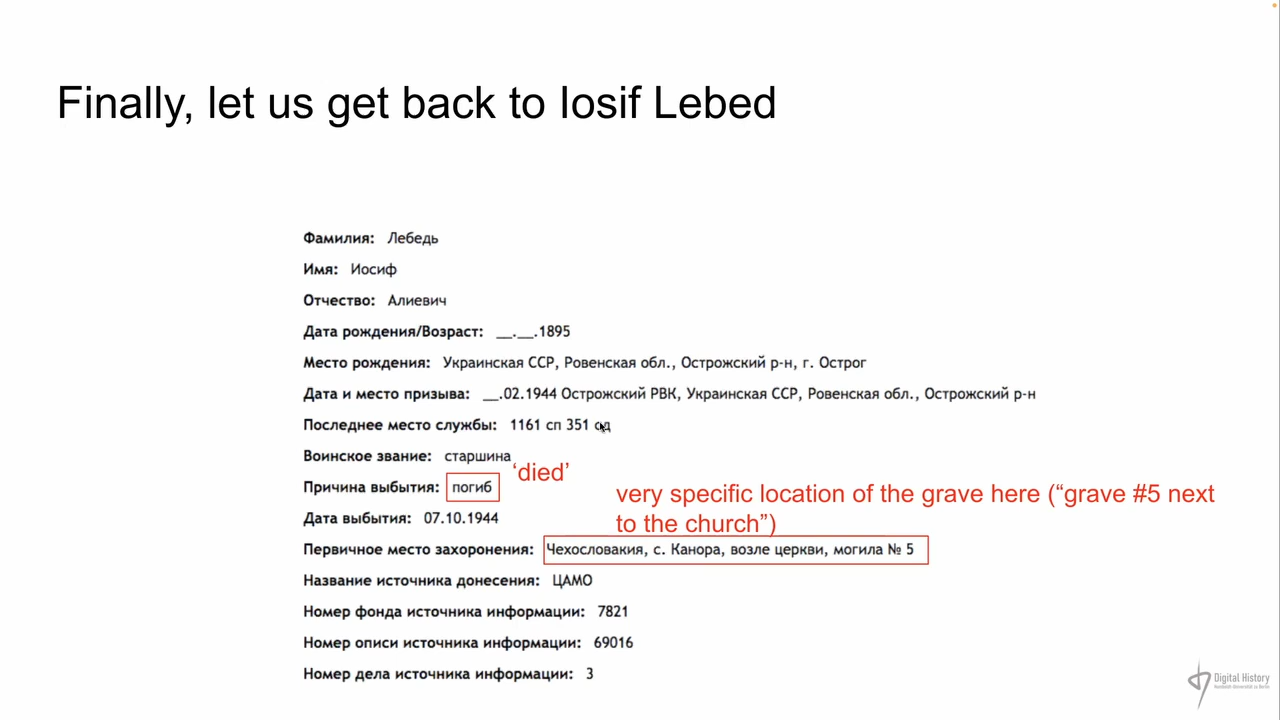 Finally, let us get back to Iosif Lebed
Фамилия: Лебедь
Имя: Иосиф
Отчество: Алиевич
Дата рождения/Возраст: __.__.1895
Место рождения: Украинская ССР, Ровенская обл., Острожский р-н, г. Острог
Дата и место призыва: __.02.1944 Острожский РВК, Украинская ССР, Ровенская обл., Острожский р-н
Последнее место службы: 1161 сп 351 сд
Воинское звание: старшина
‘died’
Причина выбытия: погиб
very specific location of the grave here (“grave #5 next
to the church”)
Дата выбытия: 07.10.1944
Первичное место захоронения: Чехословакия, с. Канора, возле церкви, могила № 5
Название источника донесения: ЦАМО
Номер фонда источника информации: 7821
Номер описи источника информации: 69016
Номер дела источника информации: 3
Digital History
Humboldt-Universität zu Berlin